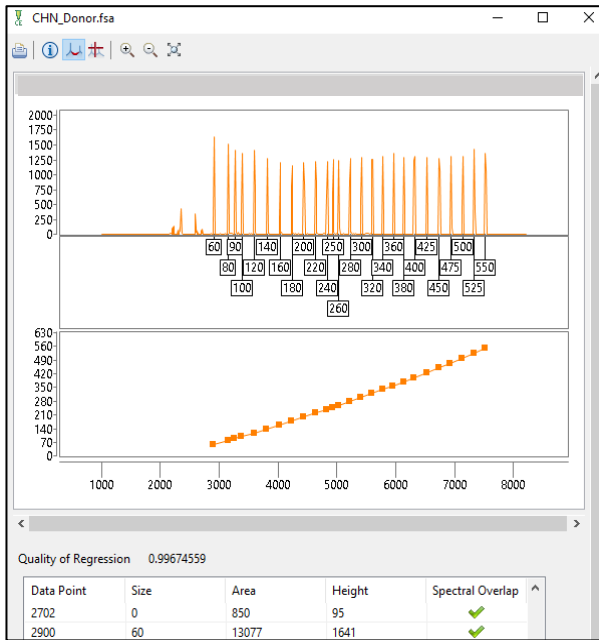 CHN_Donor.fsa
2000
1750
1500
1250
1000
750
500
250
0
60 90 140 200 250 300 360 425 500
80 120 160 220 280 340 400 475 550
100 180 240 320 380 450 525
260
630
560
490
420
350
280
210
140
70
0
1000 2000 3000 4000 5000 6000 7000 8000
Quality of Regression 0.99674559
Data Point Size Area Height Spectral Overlap
2702 0 850 95
2900 60 13077 1641